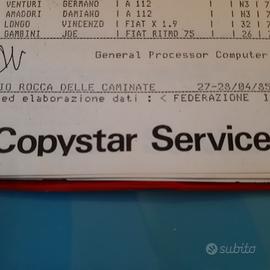 VENTURI GERMANO | A 112 | | N3 | 7
AMADORI DAMIANO | A 112 | | N3 | 7
LONGO VINCENZO | FIAT X 1.9 | | 32 | 7
GAMBINI JOE | FIAT RITMO 75 | | 26 |
General Processor Computer
IO ROCCA DELLE CAMINATE 27-28/04/85
ed elaborazione dati : < FEDERAZIONE I
Copystar Service
subito